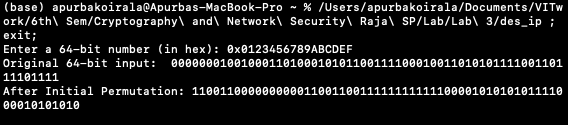 (base) apurbakoirala@Apurbas-MacBook-Pro ~ % /Users/apurbakoirala/Documents/VITw
ork/6th\ Sem/Cryptography\ and\ Network\ Security\ Raja\ SP/Lab/Lab\ 3/des_ip ;
exit;
Enter a 64-bit number (in hex): 0x0123456789ABCDEF
Original 64-bit input:  00000001001000110100010101100111100010011010101111001101
11101111
After Initial Permutation: 11001100000000001100110011111111111100001010101011110
00010101010